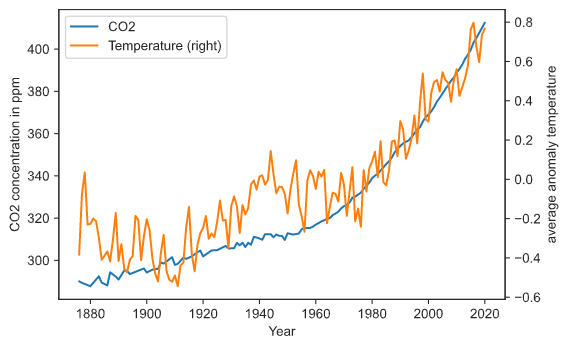 CO2
Temperature (right)
400
380
360
340
320
300
CO2 concentration in ppm
0.8
0.6
0.4
0.2
0.0
−0.2
−0.4
−0.6
average anomaly temperature
1880 1900 1920 1940 1960 1980 2000 2020
Year